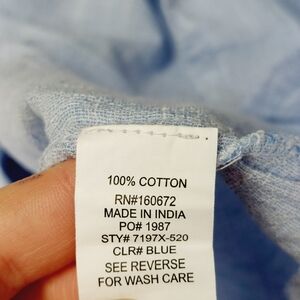 100% COTTON
RN#160672
MADE IN INDIA
PO# 1987
STY# 7197X-520
CLR# BLUE
SEE REVERSE
FOR WASH CARE